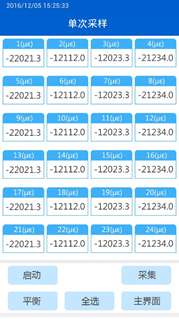 2016/12/05 15:25:33
单次采样
1(με) 2(με) 3(με) 4(με)
-22021.3 -12112.0 -12023.3 -21234.0
5(με) 6(με) 7(με) 8(με)
-22021.3 -12112.0 -12023.3 -21234.0
9(με) 10(με) 11(με) 12(με)
-22021.3 -12112.0 -12023.3 -21234.0
13(με) 14(με) 15(με) 16(με)
-22021.3 -12112.0 -12023.3 -21234.0
17(με) 18(με) 19(με) 20(με)
-22021.3 -12112.0 -12023.3 -21234.0
21(με) 22(με) 23(με) 24(με)
-22021.3 -12112.0 -12023.3 -21234.0
启动 采集
平衡 全选 主界面